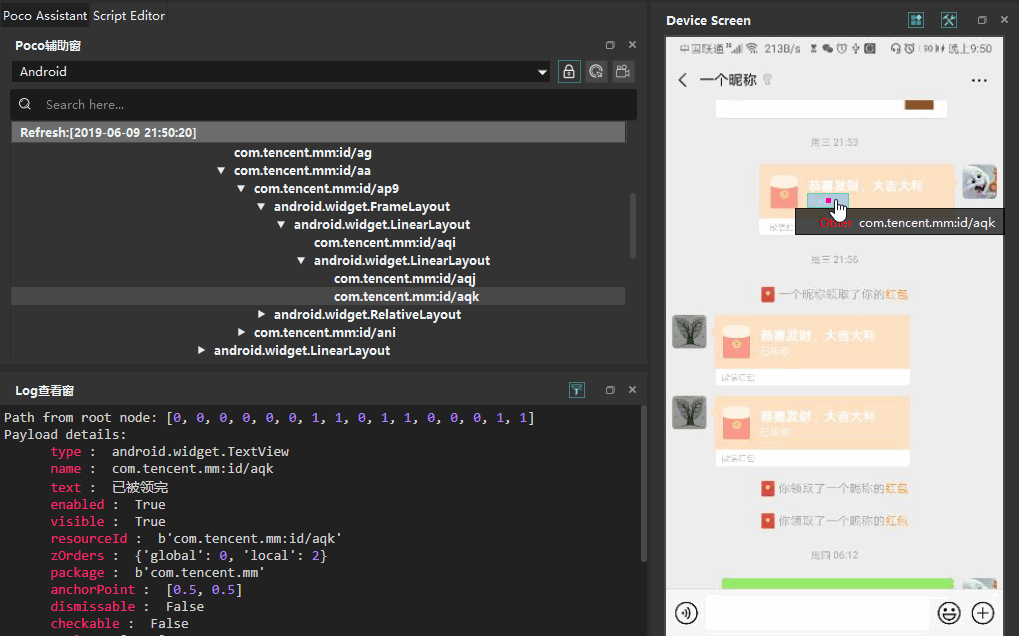 Poco Assistant Script Editor
Poco辅助窗
Android
Search here...
Refresh:[2019-06-09 21:50:20]
com.tencent.mm:id/ag
com.tencent.mm:id/aa
com.tencent.mm:id/ap9
android.widget.FrameLayout
android.widget.LinearLayout
com.tencent.mm:id/aqi
android.widget.LinearLayout
com.tencent.mm:id/aqj
com.tencent.mm:id/aqk
android.widget.RelativeLayout
com.tencent.mm:id/ani
android.widget.LinearLayout
Log查看窗
Path from root node: [0, 0, 0, 0, 0, 0, 1, 1, 0, 1, 1, 0, 0, 0, 1, 1]
Payload details:
type : android.widget.TextView
name : com.tencent.mm:id/aqk
text : 已被领完
enabled : True
visible : True
resourceId : b'com.tencent.mm:id/aqk'
zOrders : {'global': 0, 'local': 2}
package : b'com.tencent.mm'
anchorPoint : [0.5, 0.5]
dismissable : False
checkable : False
Device Screen
中国联通 213B/s 晚上9:50
一个昵称
周三 21:53
恭喜发财，大吉大利
com.tencent.mm:id/aqk
周三 21:56
一个昵称领取了你的红包
恭喜发财，大吉大利
已领取
微信红包
恭喜发财，大吉大利
已领取
微信红包
你领取了一个昵称的红包
你领取了一个昵称的红包
周四 06:12